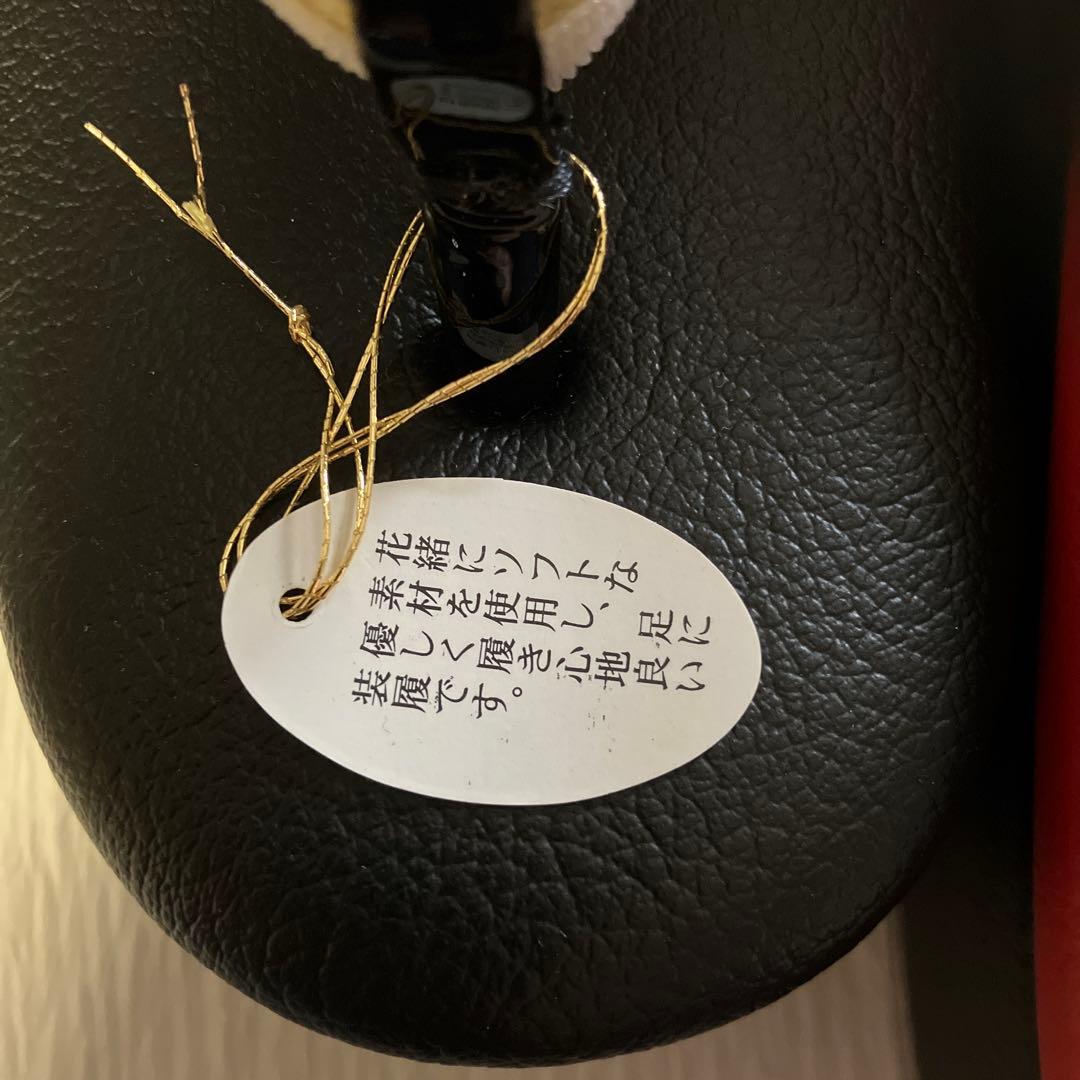 花緒にソフトな
素材を使用し、足に
優しく履き心地良い
装履です。